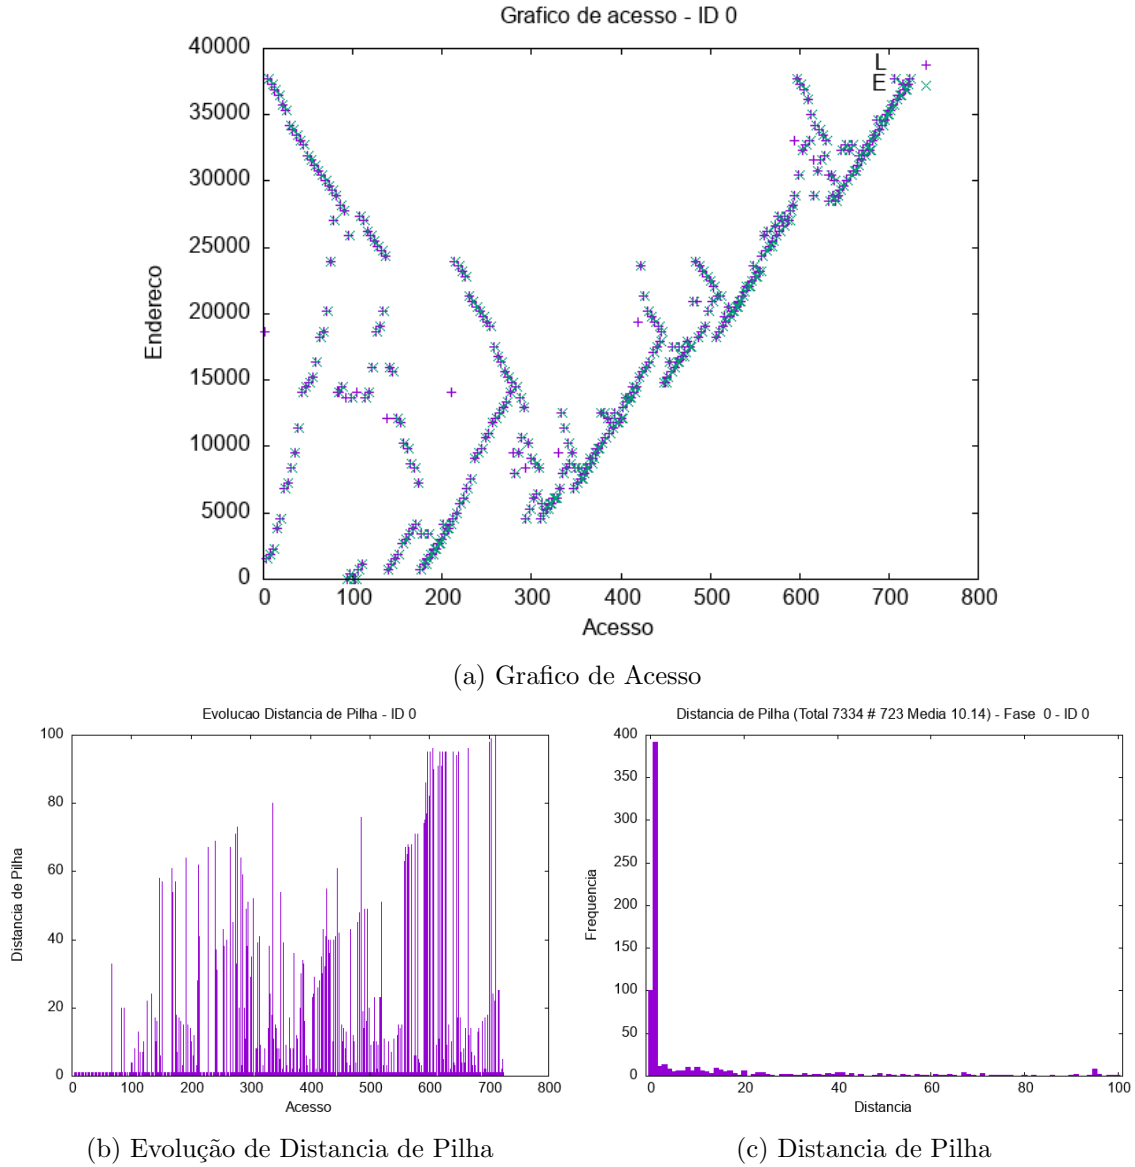 Grafico de acesso - ID 0
40000
35000
30000
25000
20000
15000
10000
5000
0
L
E
Endereco
0 100 200 300 400 500 600 700 800
Acesso
(a) Grafico de Acesso
Evolucao Distancia de Pilha - ID 0
100
80
60
40
20
0
Distancia de Pilha
0 100 200 300 400 500 600 700 800
Acesso
(b) Evolução de Distancia de Pilha
Distancia de Pilha (Total 7334 # 723 Media 10.14) - Fase 0 - ID 0
400
350
300
250
200
150
100
50
0
Frequencia
0 20 40 60 80 100
Distancia
(c) Distancia de Pilha